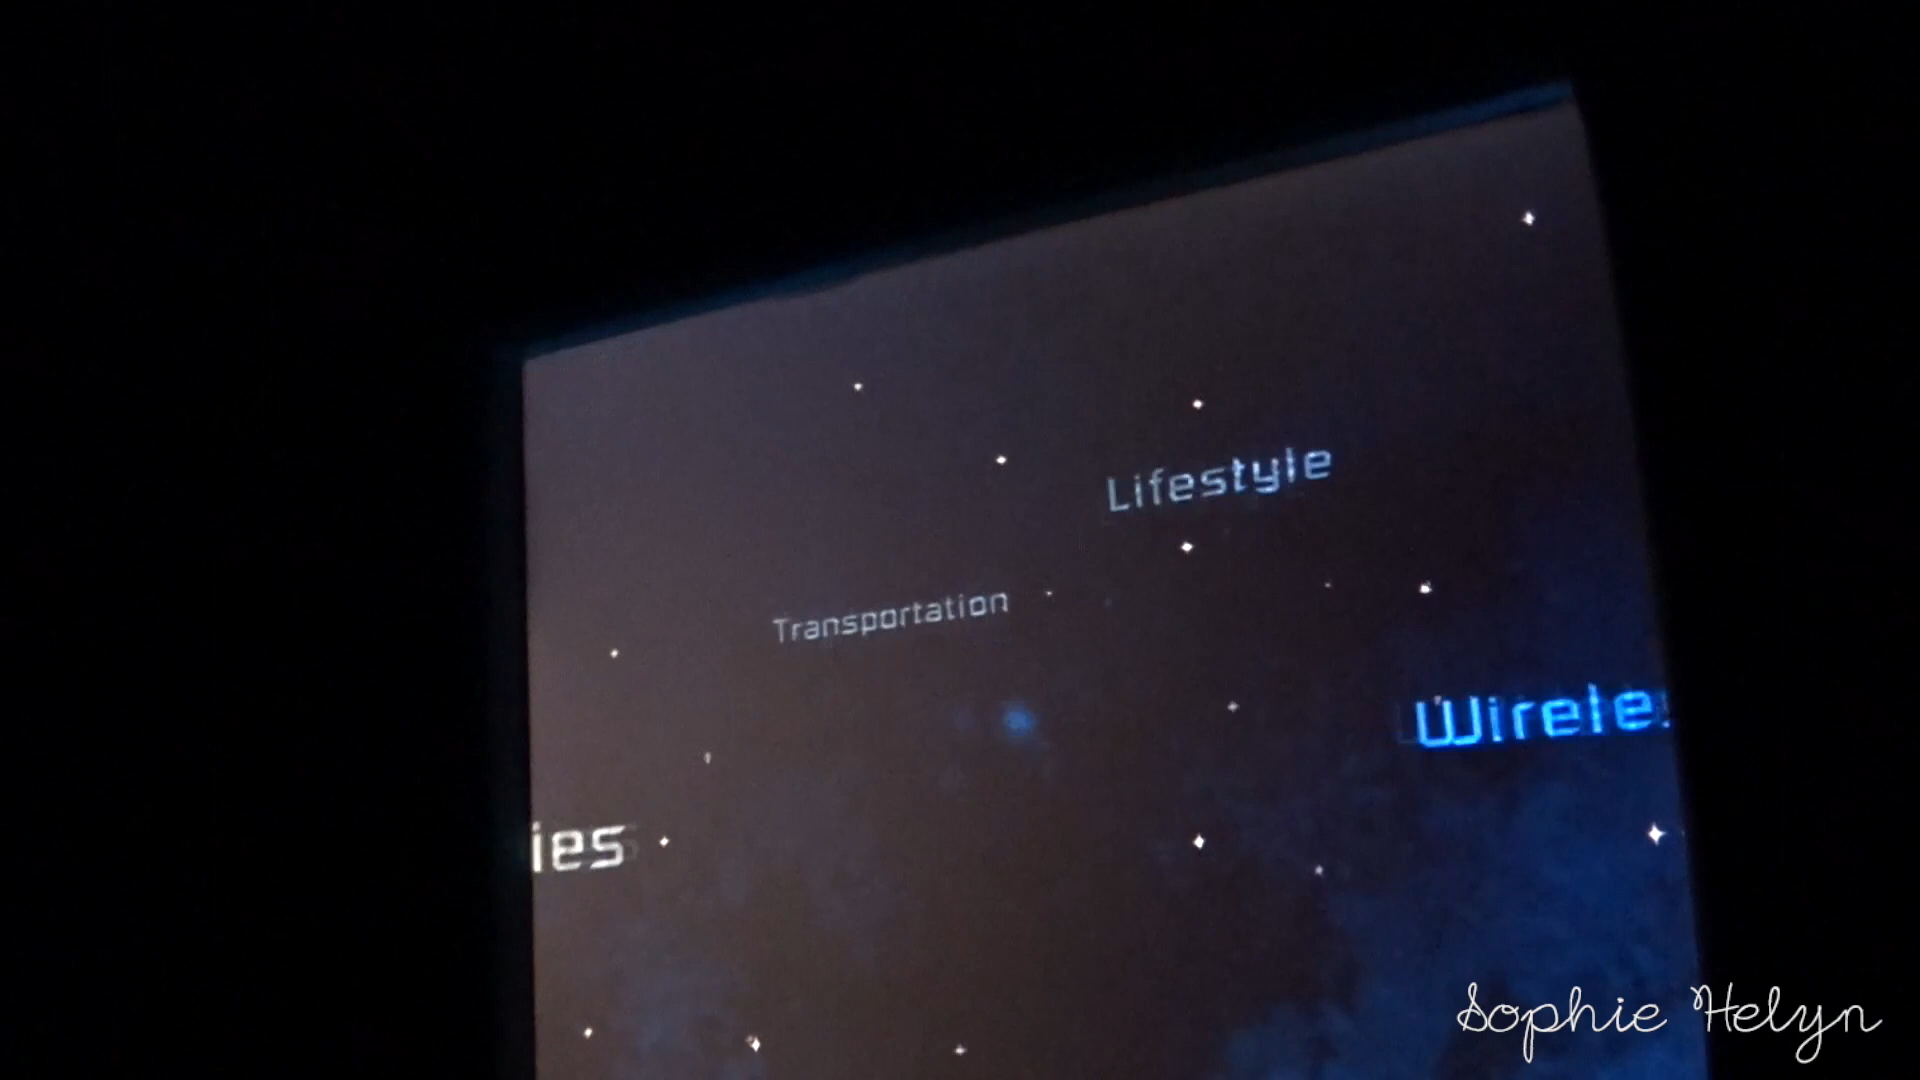 Lifestyle
Transportation
Wirele
ies
Sophie Helyn